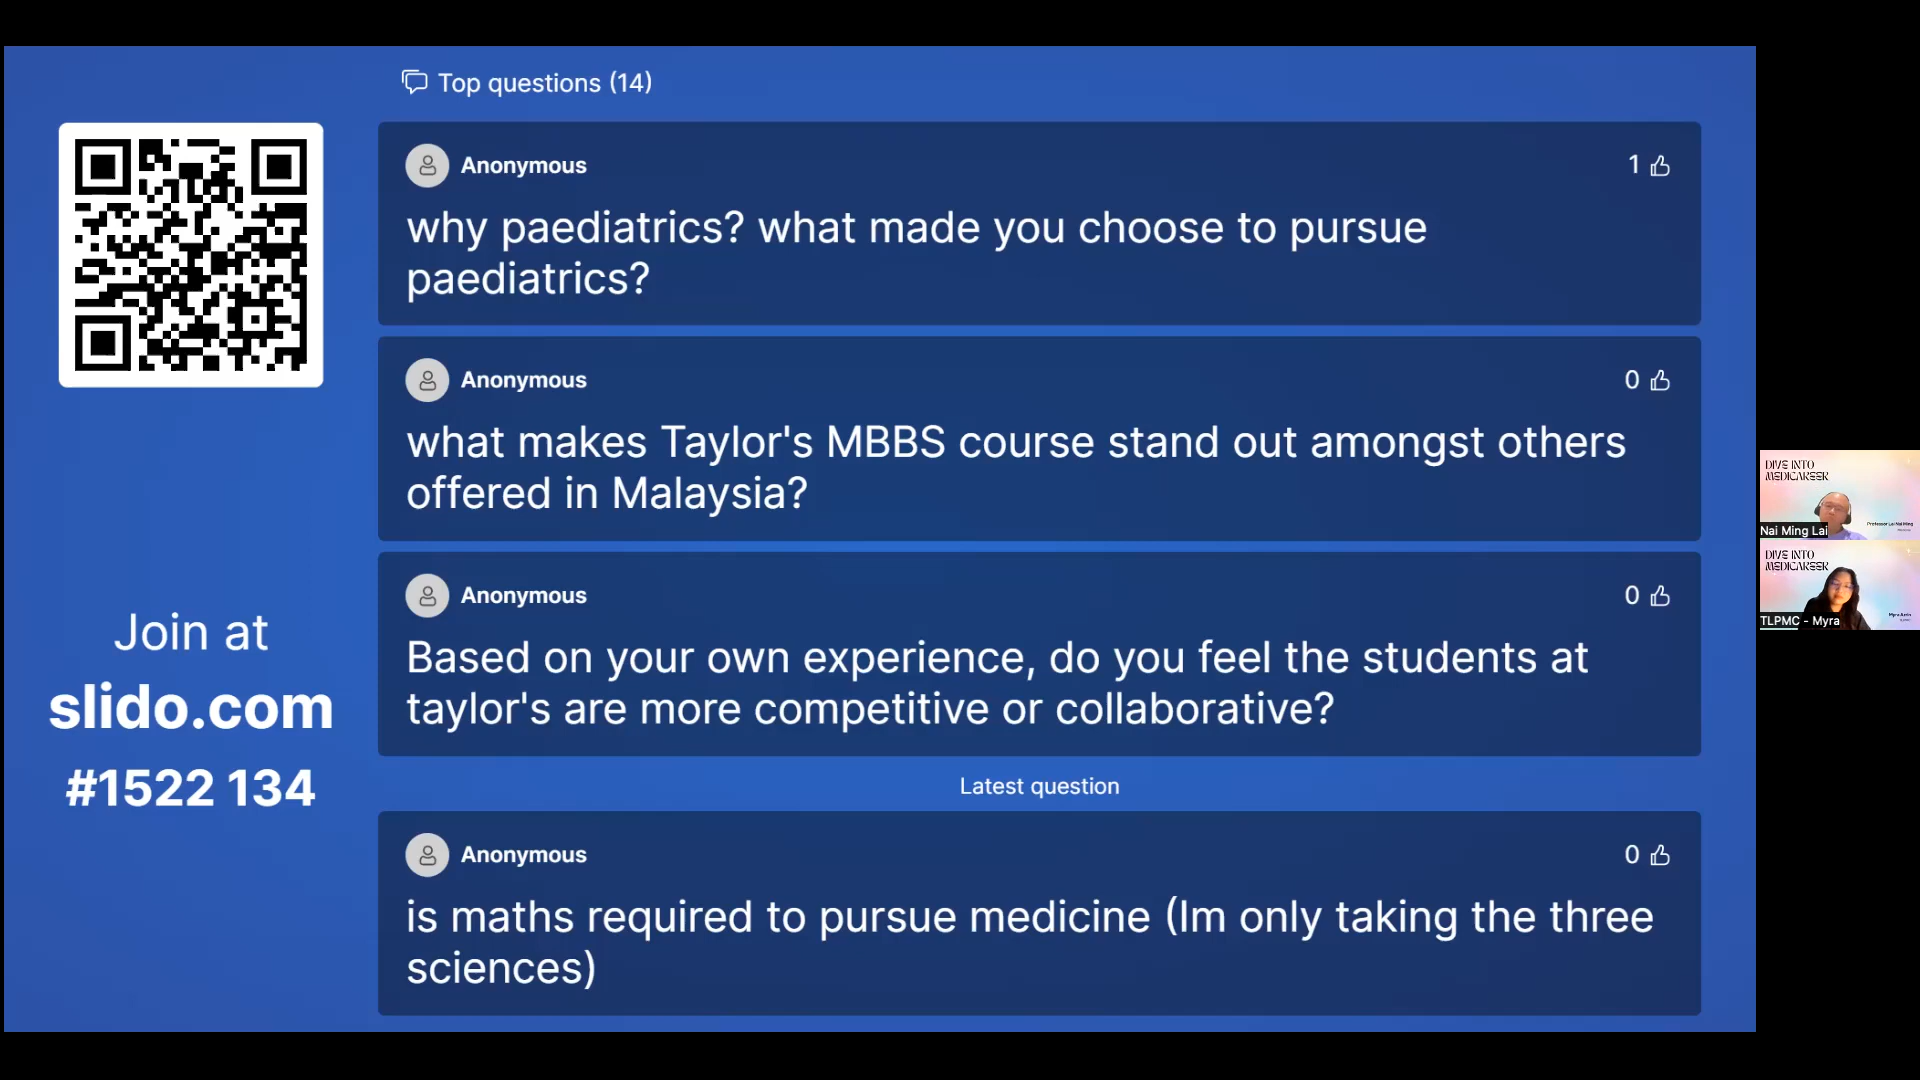 Top questions (14)
Anonymous
1
why paediatrics? what made you choose to pursue
paediatrics?
Anonymous
0
what makes Taylor's MBBS course stand out amongst others
offered in Malaysia?
Anonymous
0
Based on your own experience, do you feel the students at
taylor's are more competitive or collaborative?
Latest question
Anonymous
0
is maths required to pursue medicine (Im only taking the three
sciences)
Join at
slido.com
#1522 134
DIVE INTO
MEDICAREER
Professor Lai Nai Ming
Nai Ming Lai
DIVE INTO
MEDICAREER
TLPMC - Myra